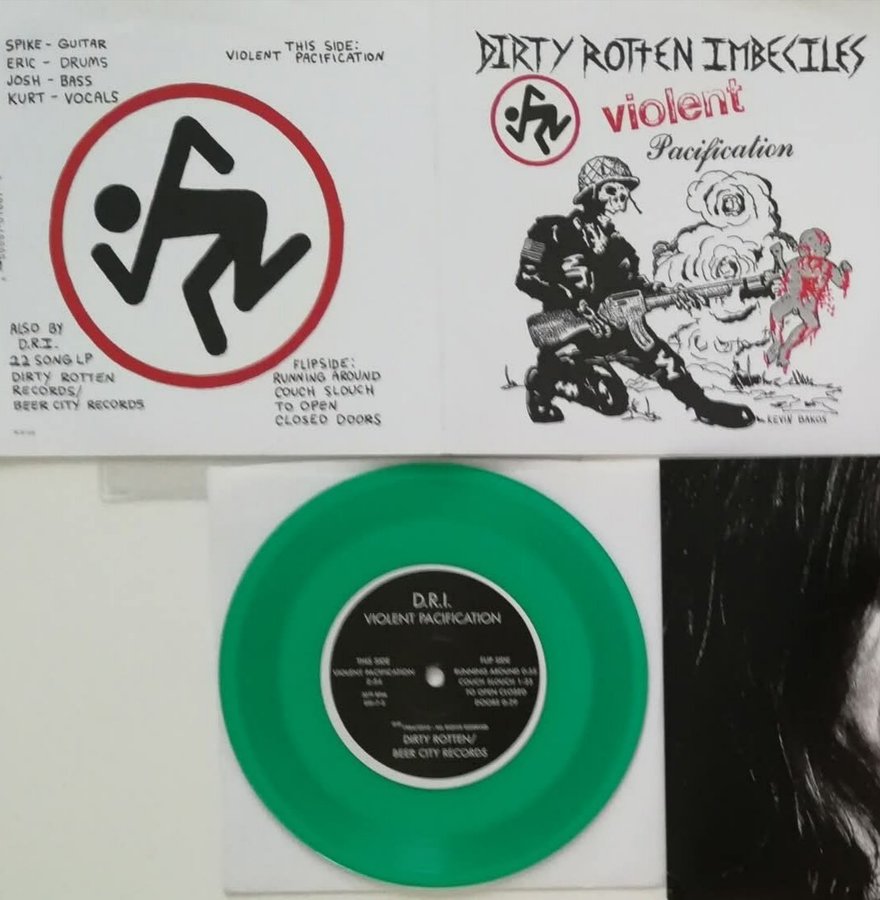 SPIKE - GUITAR
ERIC - DRUMS
JOSH - BASS
KURT - VOCALS
THIS SIDE:
VIOLENT PACIFICATION
ALSO BY
D.R.I.
22 SONG LP
DIRTY ROTTEN
RECORDS/
BEER CITY RECORDS
FLIPSIDE:
RUNNING AROUND
COUCH SLOUCH
TO OPEN
CLOSED DOORS
DIRTY ROTTEN IMBECILES
violent
Pacification
KEVIN BAKOS
D.R.I.
VIOLENT PACIFICATION
THIS SIDE
VIOLENT PACIFICATION
FLIP SIDE
RUNNING AROUND
COUCH SLOUCH
TO OPEN CLOSED
DOORS
DIRTY ROTTEN/
BEER CITY RECORDS